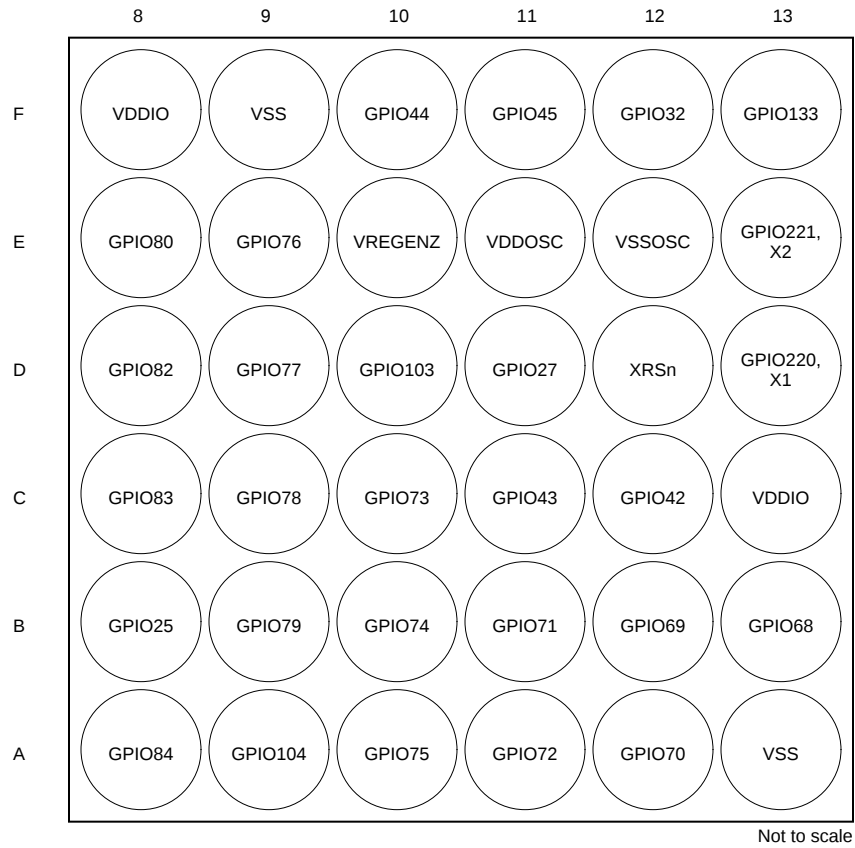 8 9 10 11 12 13
F VDDIO VSS GPIO44 GPIO45 GPIO32 GPIO133
E GPIO80 GPIO76 VREGENZ VDDOSC VSSOSC GPIO221,
X2
D GPIO82 GPIO77 GPIO103 GPIO27 XRSn GPIO220,
X1
C GPIO83 GPIO78 GPIO73 GPIO43 GPIO42 VDDIO
B GPIO25 GPIO79 GPIO74 GPIO71 GPIO69 GPIO68
A GPIO84 GPIO104 GPIO75 GPIO72 GPIO70 VSS
Not to scale